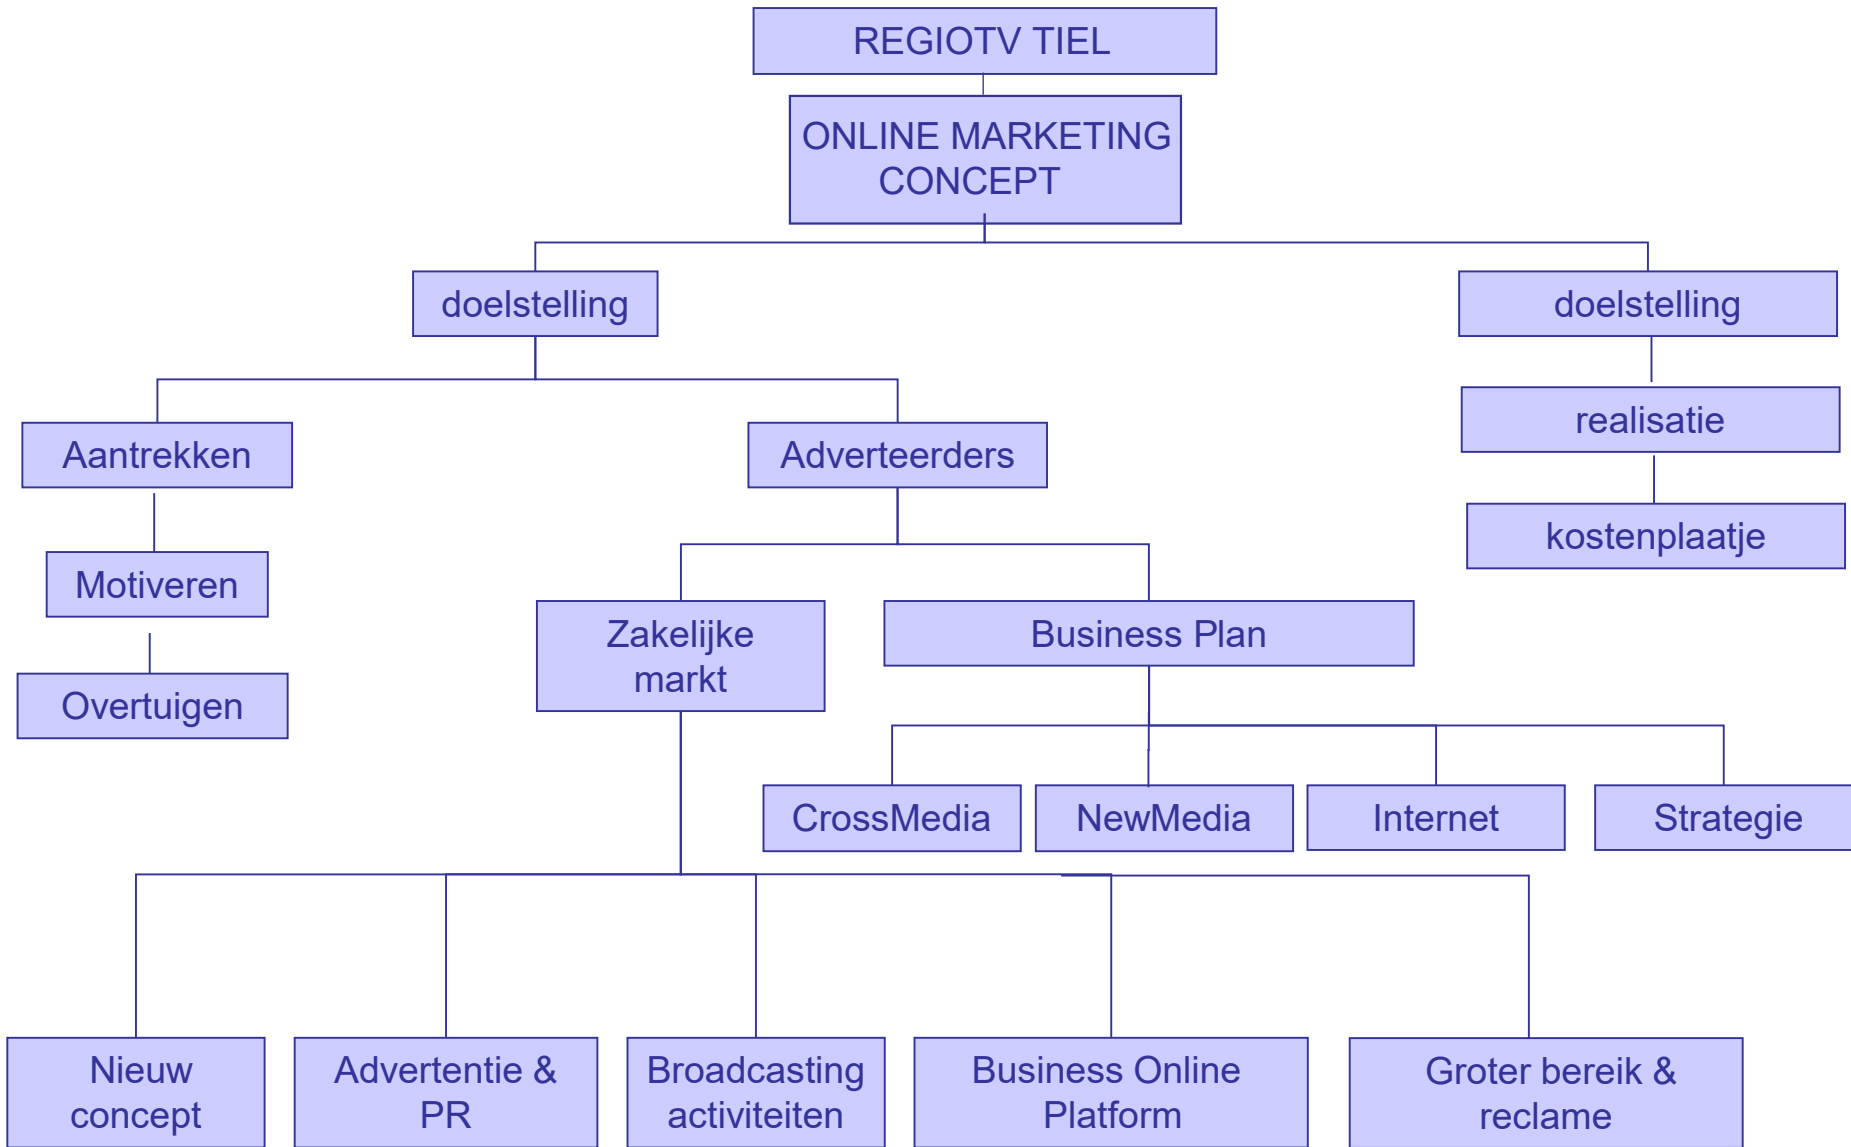 REGIOTV TIEL
ONLINE MARKETING
CONCEPT
doelstelling
doelstelling
realisatie
kostenplaatje
Aantrekken
Adverteerders
Motiveren
Overtuigen
Zakelijke
markt
Business Plan
CrossMedia
NewMedia
Internet
Strategie
Nieuw
concept
Advertentie &
PR
Broadcasting
activiteiten
Business Online
Platform
Groter bereik &
reclame